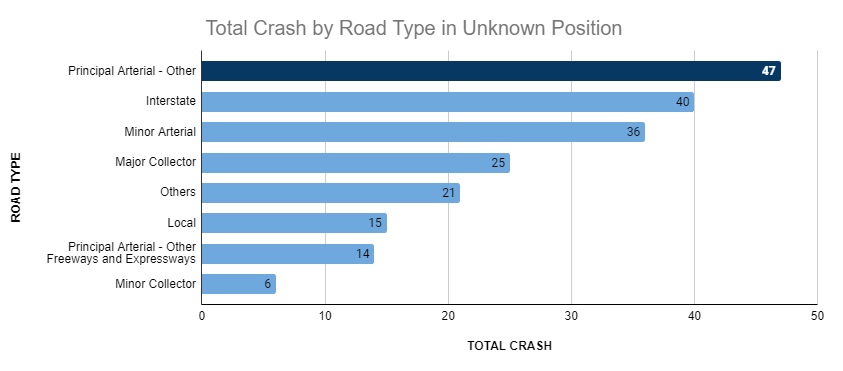 Total Crash by Road Type in Unknown Position
ROAD TYPE
Principal Arterial - Other
47
Interstate
40
Minor Arterial
36
Major Collector
25
Others
21
Local
15
Principal Arterial - Other
Freeways and Expressways
14
Minor Collector
6
0 10 20 30 40 50
TOTAL CRASH